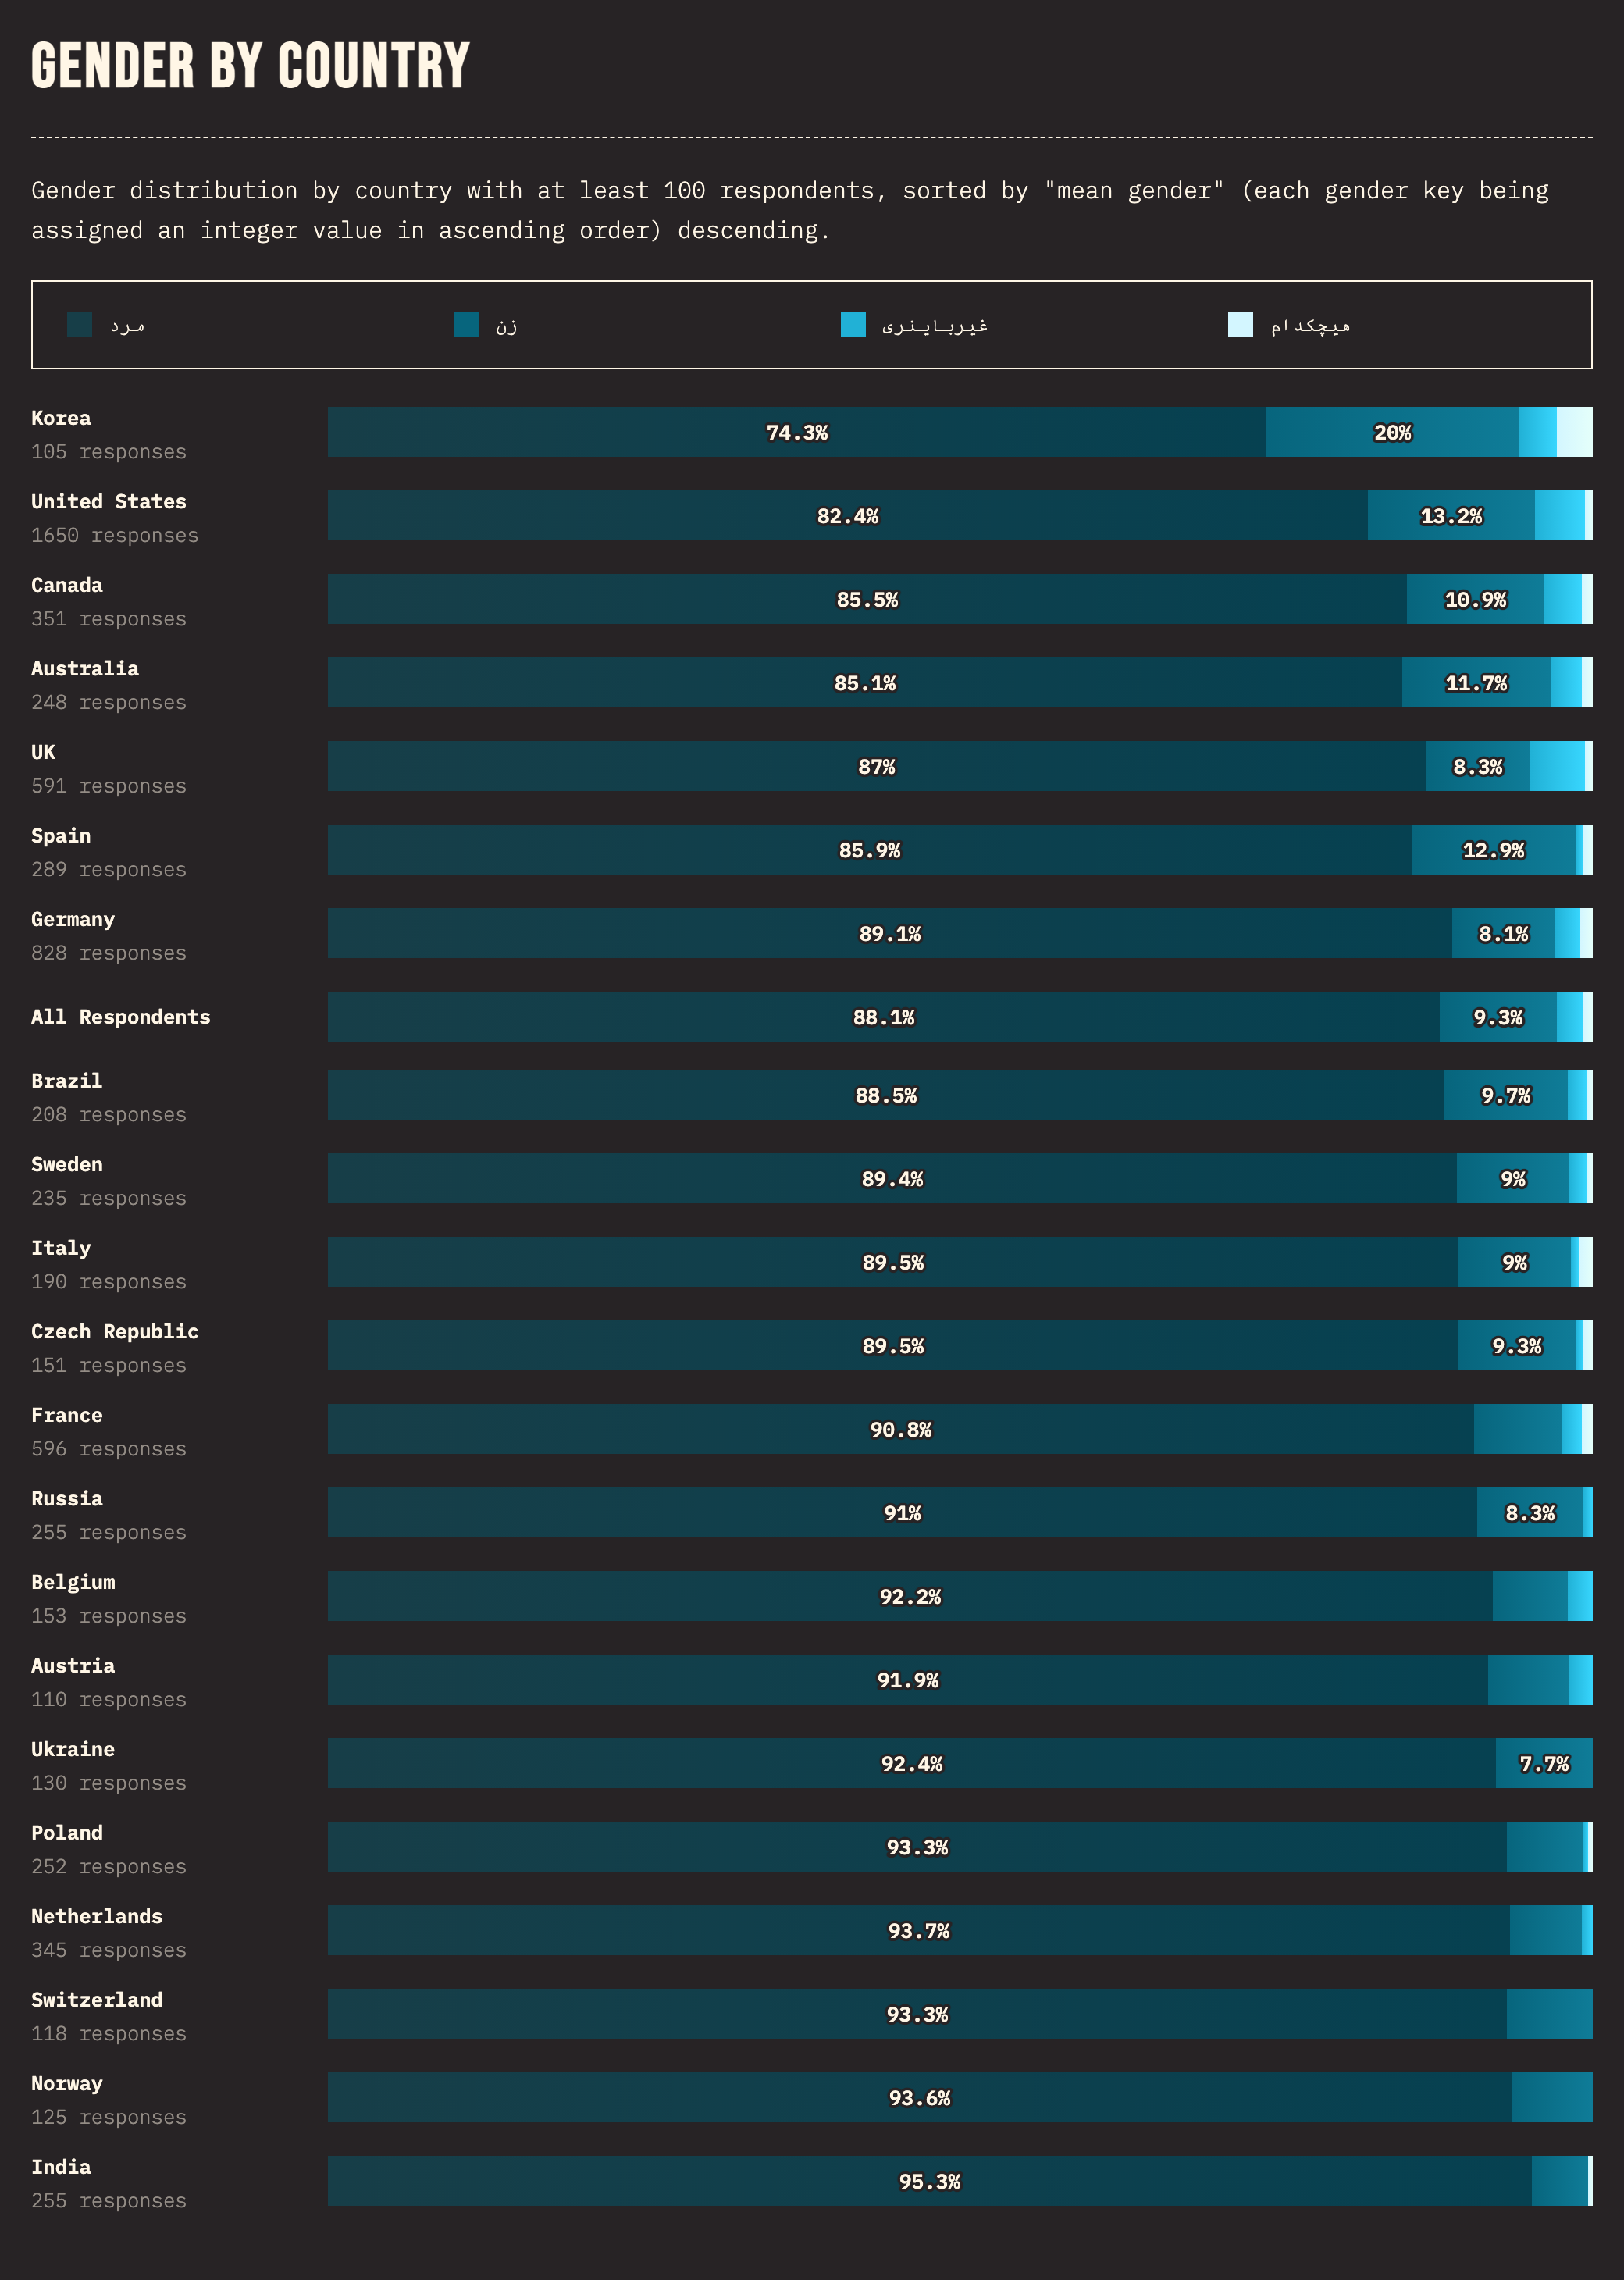 GENDER BY COUNTRY
Gender distribution by country with at least 100 respondents, sorted by "mean gender" (each gender key being
assigned an integer value in ascending order) descending.
مرد
زن
غیرباینری
هیچکدام
Korea
105 responses
74.3%
20%
United States
1650 responses
82.4%
13.2%
Canada
351 responses
85.5%
10.9%
Australia
248 responses
85.1%
11.7%
UK
591 responses
87%
8.3%
Spain
289 responses
85.9%
12.9%
Germany
828 responses
89.1%
8.1%
All Respondents
88.1%
9.3%
Brazil
208 responses
88.5%
9.7%
Sweden
235 responses
89.4%
9%
Italy
190 responses
89.5%
9%
Czech Republic
151 responses
89.5%
9.3%
France
596 responses
90.8%
Russia
255 responses
91%
8.3%
Belgium
153 responses
92.2%
Austria
110 responses
91.9%
Ukraine
130 responses
92.4%
7.7%
Poland
252 responses
93.3%
Netherlands
345 responses
93.7%
Switzerland
118 responses
93.3%
Norway
125 responses
93.6%
India
255 responses
95.3%